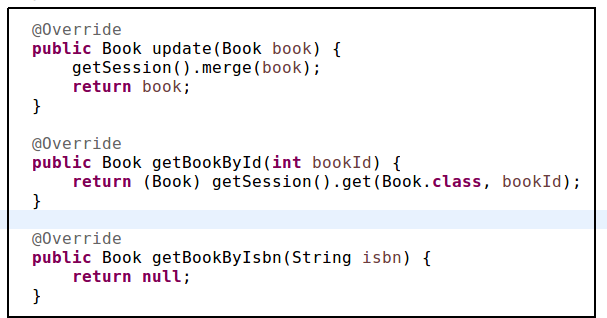 @Override
public Book update(Book book) {
    getSession().merge(book);
    return book;
}
@Override
public Book getBookById(int bookId) {
    return (Book) getSession().get(Book.class, bookId);
}
@Override
public Book getBookByIsbn(String isbn) {
    return null;
}